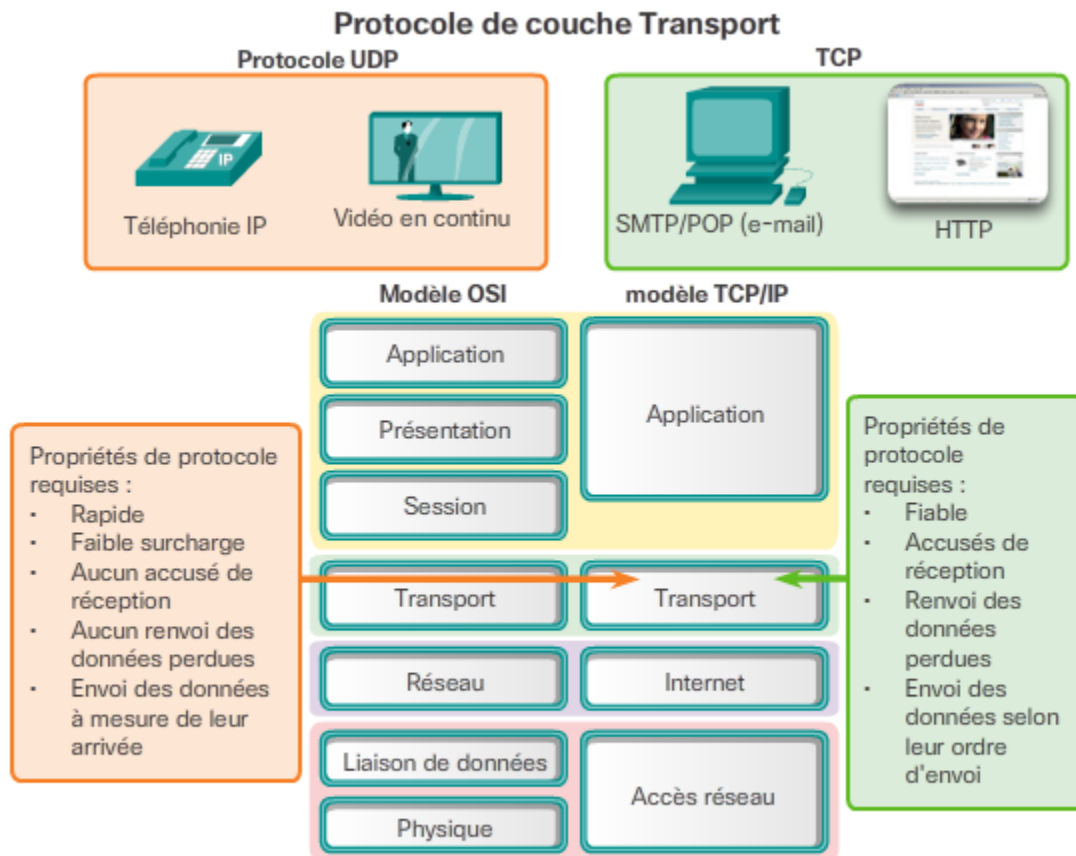 Protocole de couche Transport
Protocole UDP
TCP
IP
Téléphonie IP
Vidéo en continu
SMTP/POP (e-mail)
HTTP
Modèle OSI
modèle TCP/IP
Application
Présentation
Session
Application
Propriétés de protocole
requises :
· Rapide
· Faible surcharge
· Aucun accusé de
réception
· Aucun renvoi des
données perdues
· Envoi des données
à mesure de leur
arrivée
Transport
Transport
Propriétés de
protocole
requises :
· Fiable
· Accusés de
réception
· Renvoi des
données
perdues
· Envoi des
données selon
leur ordre
d'envoi
Réseau
Internet
Liaison de données
Physique
Accès réseau